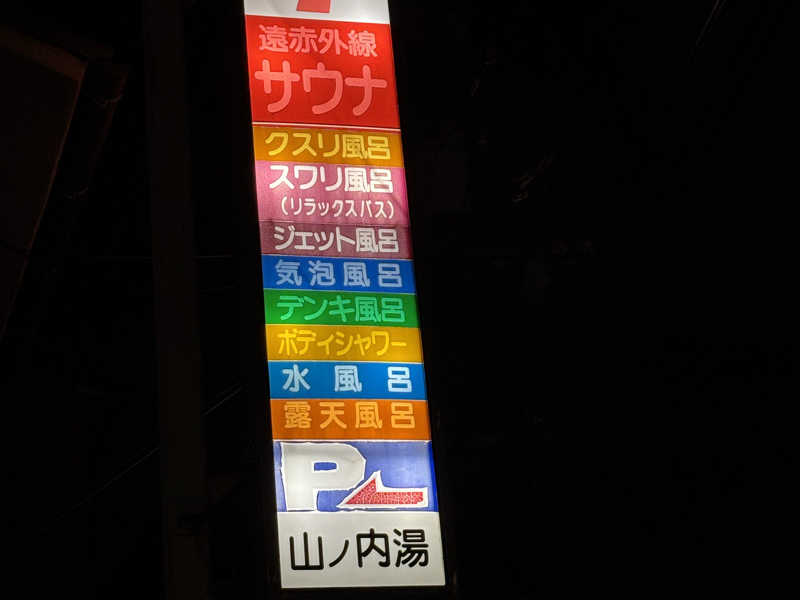 遠赤外線
サウナ
クスリ風呂
スワリ風呂
(リラックスバス)
ジェット風呂
気泡風呂
デンキ風呂
ボディシャワー
水風呂
露天風呂
P
山ノ内湯